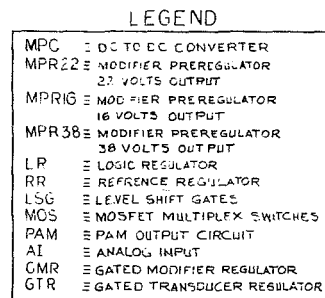 LEGEND
MPC ≡ DC TO DC CONVERTER
MPR22 ≡ MODIFIER PREREGULATOR
22 VOLTS OUTPUT
MPR16 ≡ MODIFIER PREREGULATOR
16 VOLTS OUTPUT
MPR38 ≡ MODIFIER PREREGULATOR
38 VOLTS OUTPUT
LR ≡ LOGIC REGULATOR
RR ≡ REFRENCE REGULATOR
LSG ≡ LEVEL SHIFT GATES
MOS ≡ MOSFET MULTIPLEX SWITCHES
PAM ≡ PAM OUTPUT CIRCUIT
AI ≡ ANALOG INPUT
GMR ≡ GATED MODIFIER REGULATOR
GTR ≡ GATED TRANSDUCER REGULATOR